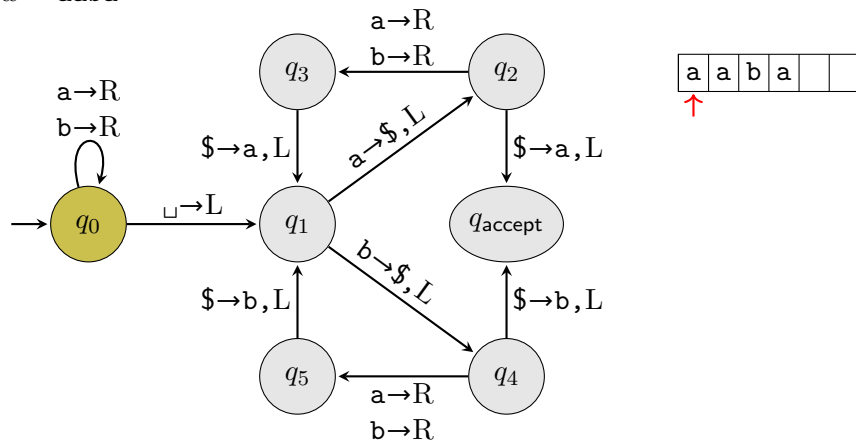 a→R
b→R
q3
q2
a a b a
a→R
b→R
$→a,L
a→$,L
$→a,L
q0
␣→L
q1
qaccept
$→b,L
b→$,L
$→b,L
q5
q4
a→R
b→R